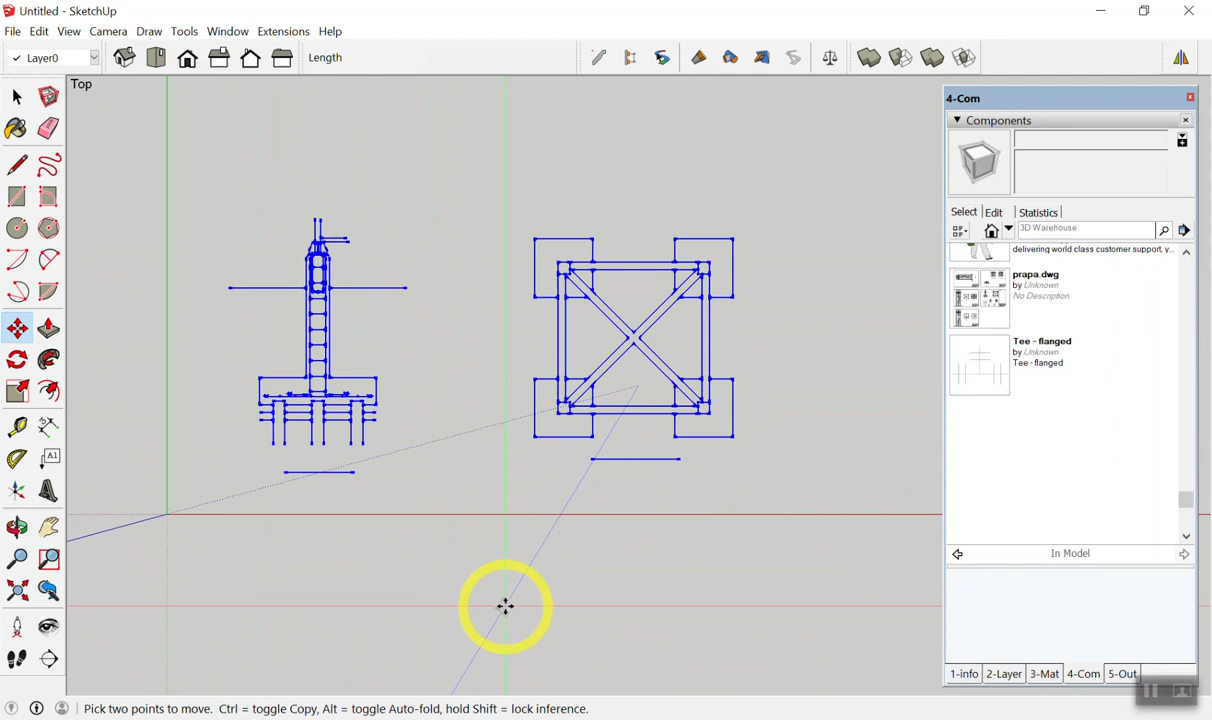 Untitled - SketchUp
File Edit View Camera Draw Tools Window Extensions Help
Layer0
Length
Top
4-Com
Components
Select Edit Statistics
3D Warehouse
delivering world class customer support, y...
prapa.dwg
by Unknown
No Description
Tee - flanged
by Unknown
Tee - flanged
A1
In Model
1-info 2-Layer 3-Mat 4-Com 5-Out
Pick two points to move. Ctrl = toggle Copy, Alt = toggle Auto-fold, hold Shift = lock inference.